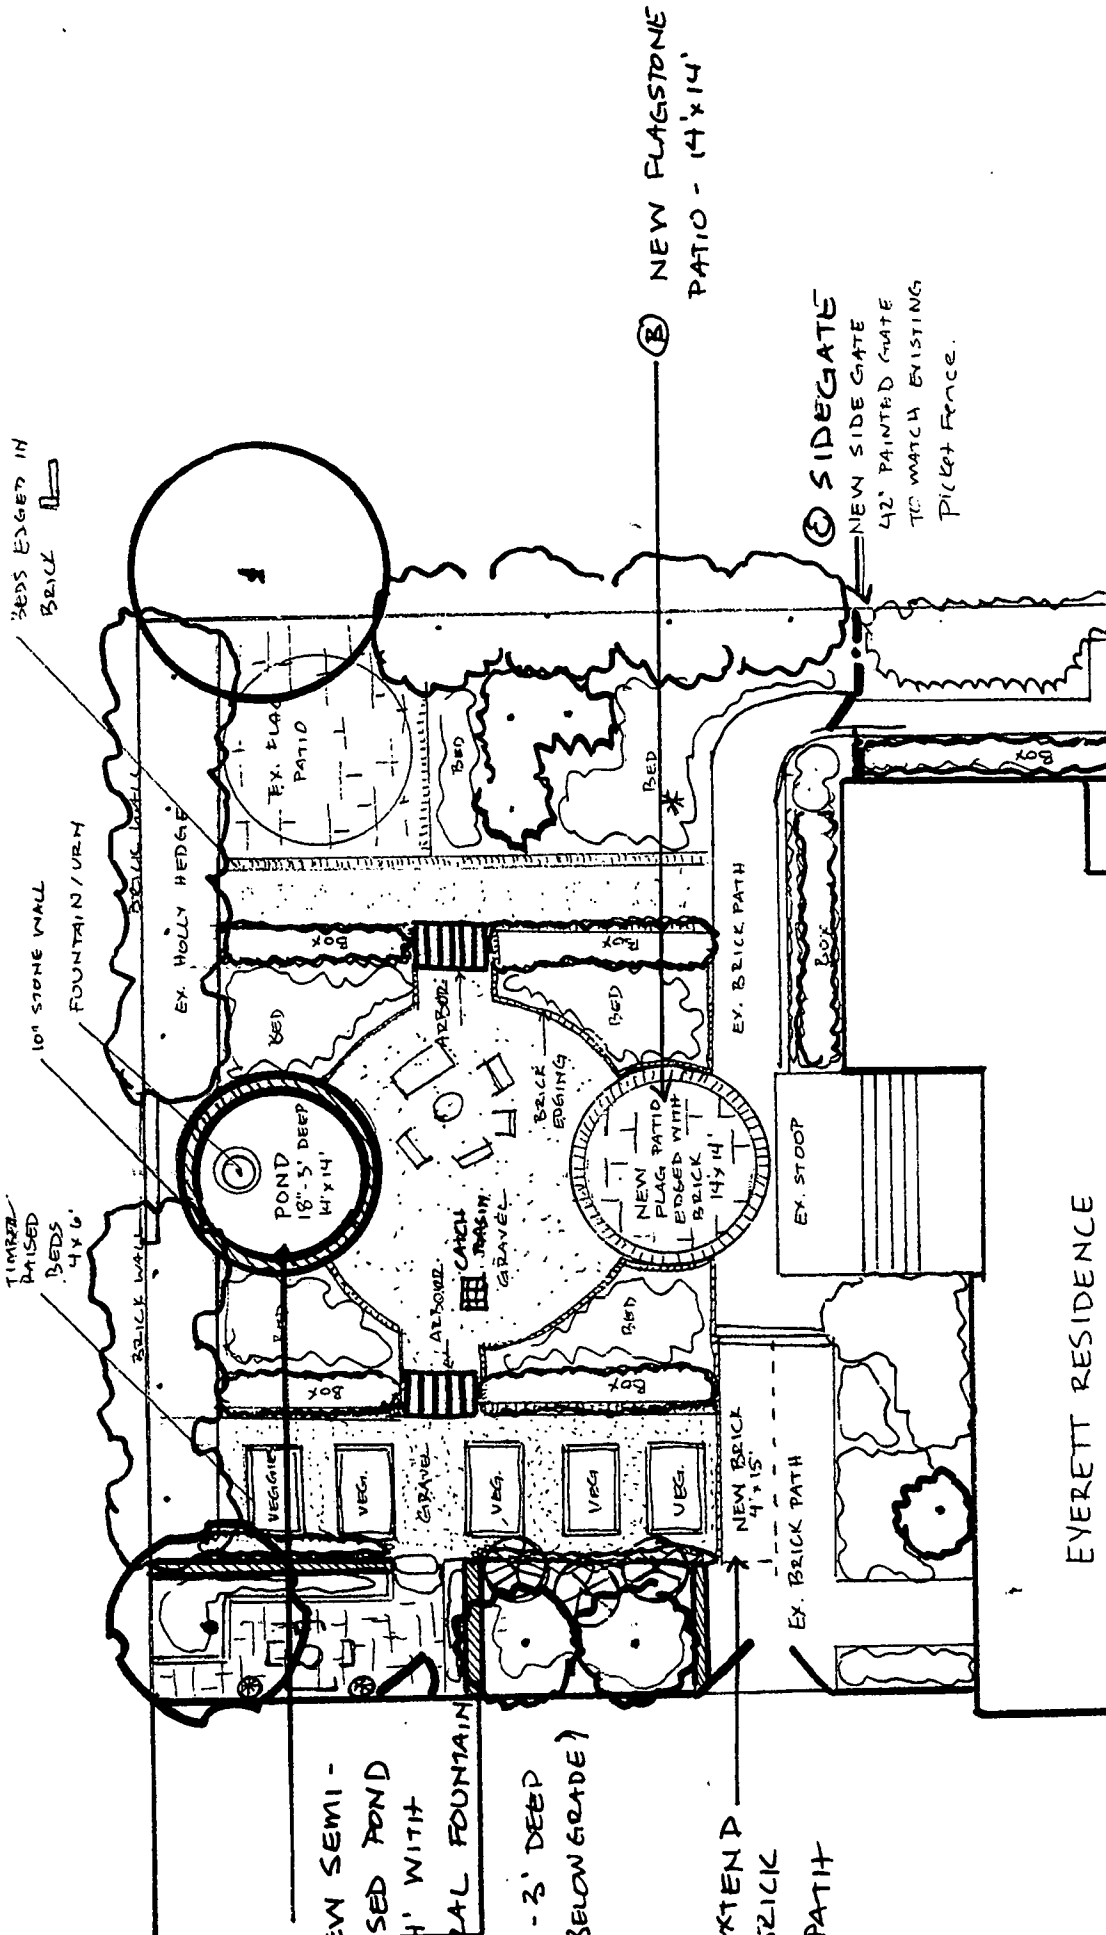 BEDS EDGED IN
BRICK
10" STONE WALL
FOUNTAIN/URN
TIMBER
RAISED
BEDS
4 x 6'
BRICK WALL
BRICK WALL
EX. HOLLY HEDGE
EX. FLAG
PATIO
BED
BED
BOX
BOX
BED
BED
ARBOR
BRICK
EDGING
POND
18"-3' DEEP
14'x14'
NEW
FLAG PATIO
EDGED WITH
BRICK
14'x14'
ARBOR
CATCH
BASIN
GRAVEL
BED
BED
BOX
BOX
VEGGIES
VEG.
GRAVEL
VEG.
VEG
VEG.
NEW BRICK
4'x15'
EX. BRICK PATH
EX. BRICK PATH
EX. STOOP
BOX
BOX
B NEW FLAGSTONE
PATIO - 14'x14'
C SIDEGATE
NEW SIDE GATE
42" PAINTED GATE
TO MATCH EXISTING
Picket Fence.
EW SEMI-
SED POND
4' WITH
RAL FOUNTAIN
- 3' DEEP
BELOW GRADE)
XTEND
RICK
PATH
EVERETT RESIDENCE